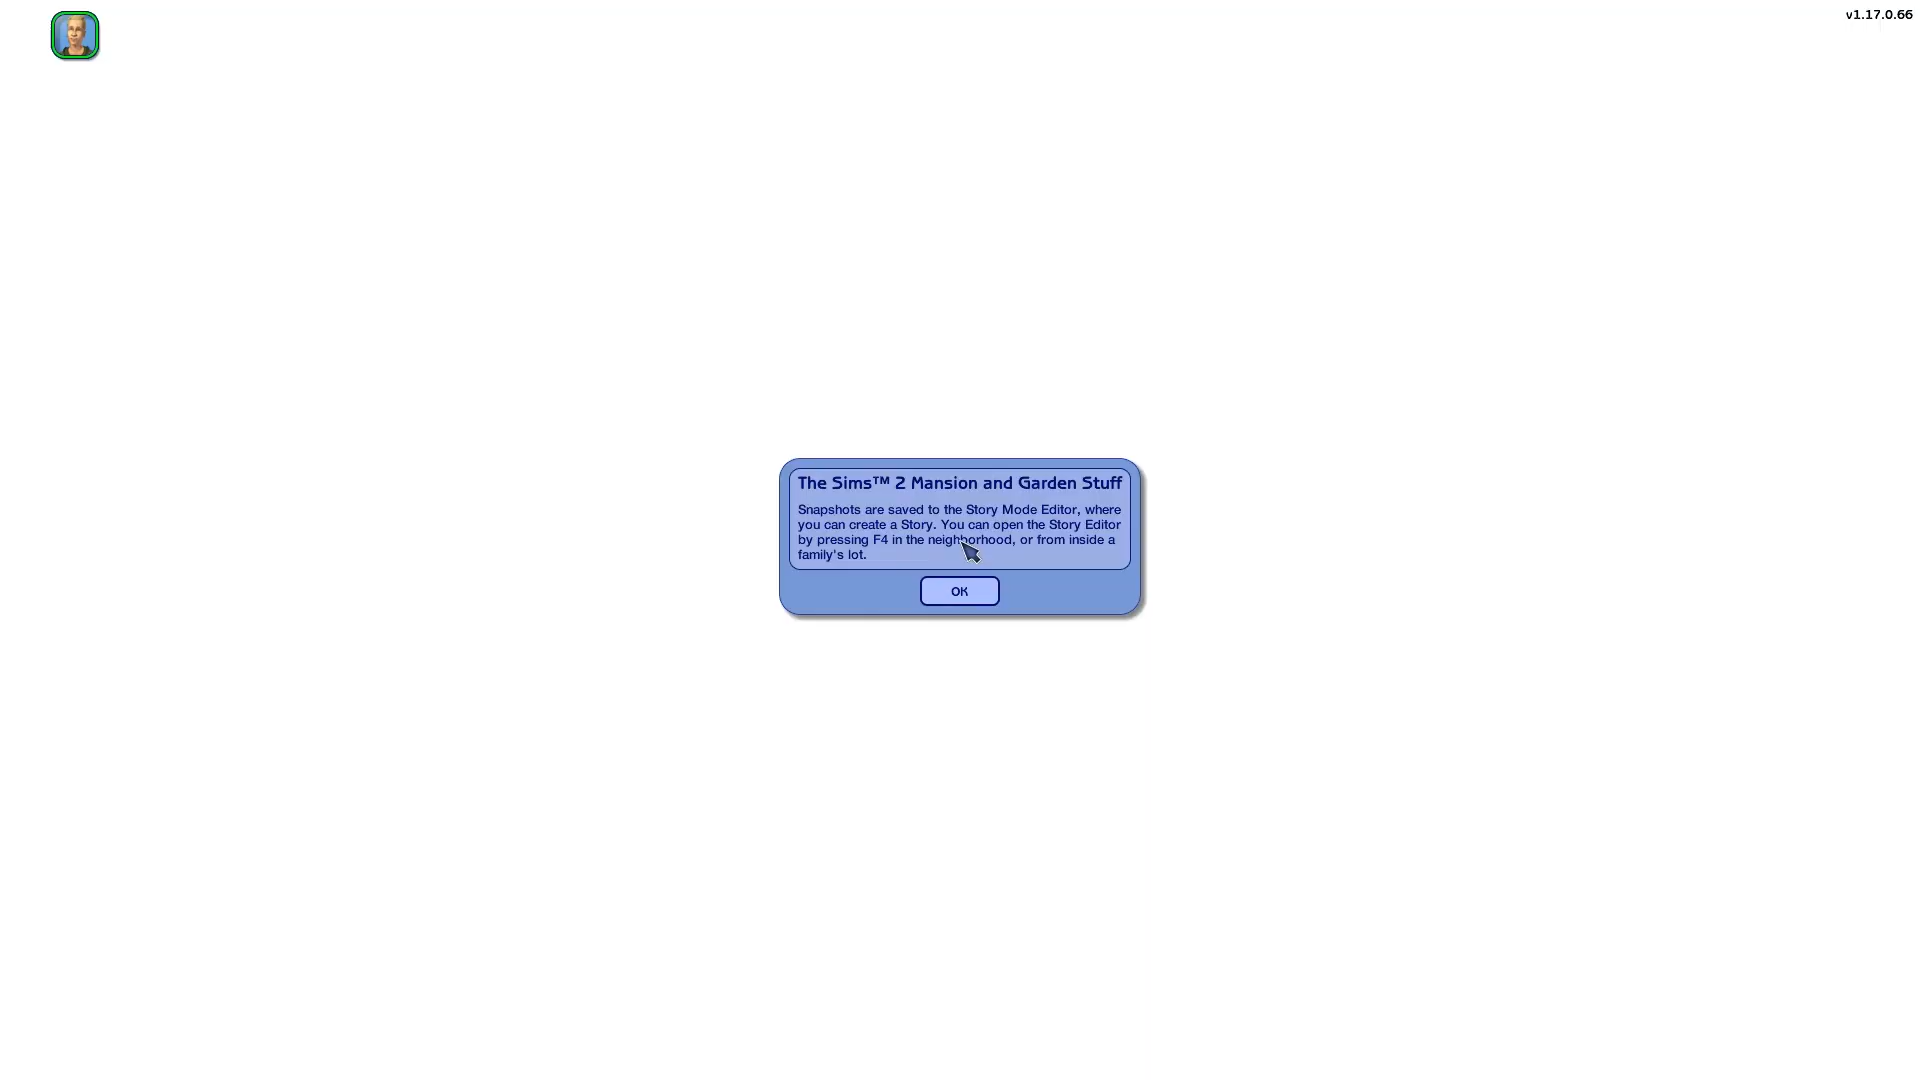 v1.17.0.66
The Sims™ 2 Mansion and Garden Stuff
Snapshots are saved to the Story Mode Editor, where
you can create a Story. You can open the Story Editor
by pressing F4 in the neighborhood, or from inside a
family's lot.
OK